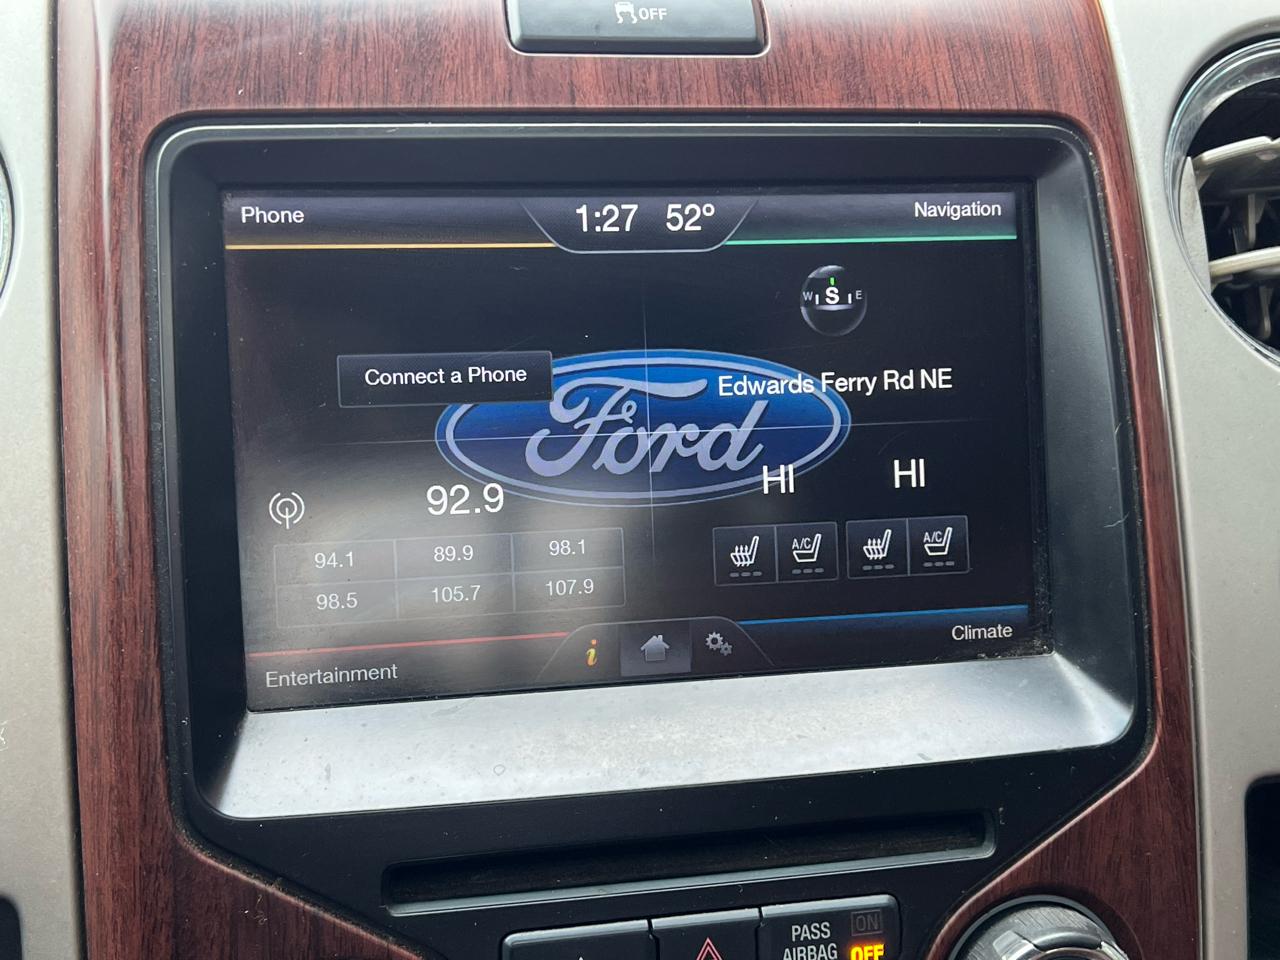 OFF
Phone
1:27 52°
Navigation
W S E
Connect a Phone
Edwards Ferry Rd NE
Ford
92.9
HI HI
94.1 89.9 98.1
98.5 105.7 107.9
A/C A/C
i
Entertainment
Climate
PASS AIRBAG
ON
OFF